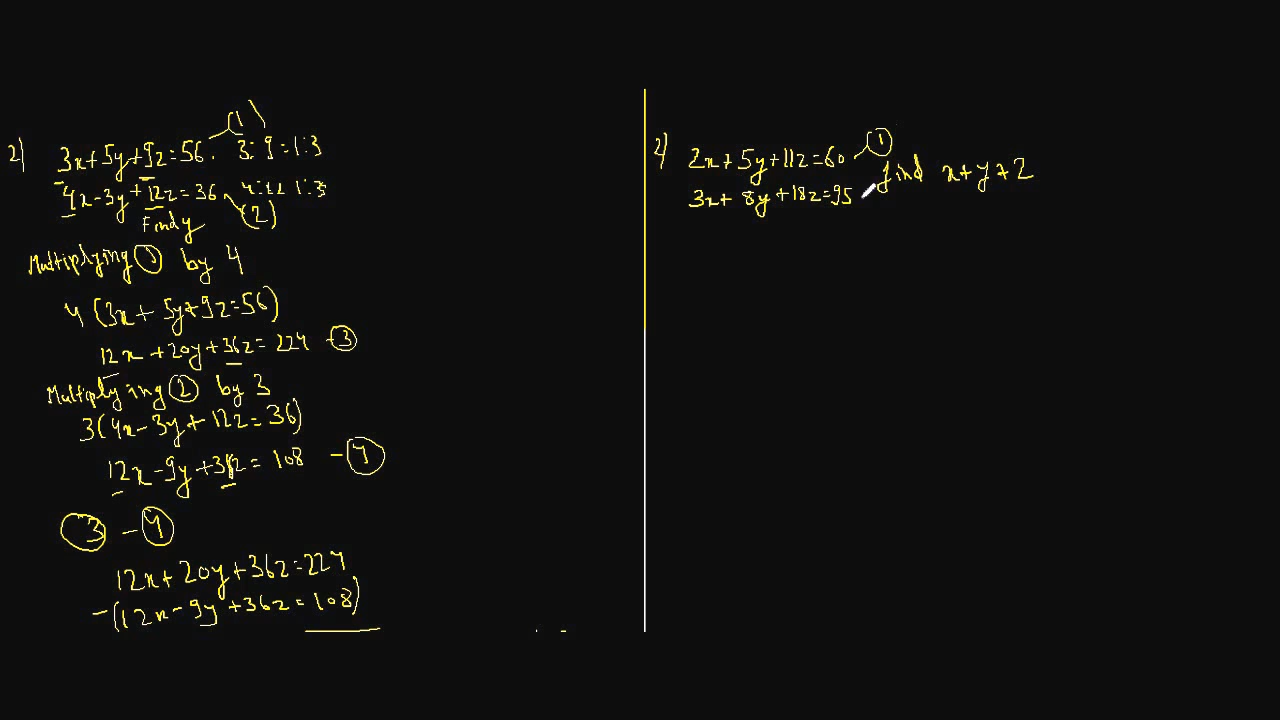 2) 3x+5y+9z=56. 3:9=1:3 (1)
4x-3y+12z=36 4:12 1:3
Find y (2)
Multiplying (1) by 4
4(3x+5y+9z=56)
12x+20y+36z=224 -(3)
Multiplying (2) by 3
3(4x-3y+12z=36)
12x-9y+36z=108 -(4)
(3) - (4)
12x+20y+36z=224
-(12x-9y+36z=108)
2x+5y+11z=60 (1)
find x+y+z
3x+8y+18z=95